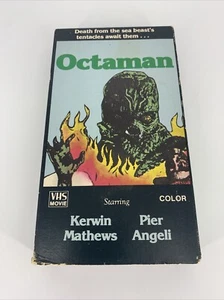 Death from the sea beast's
tentacles await them . . .
Octaman
VHS
MOVIE
Starring
COLOR
Kerwin
Mathews
Pier
Angeli